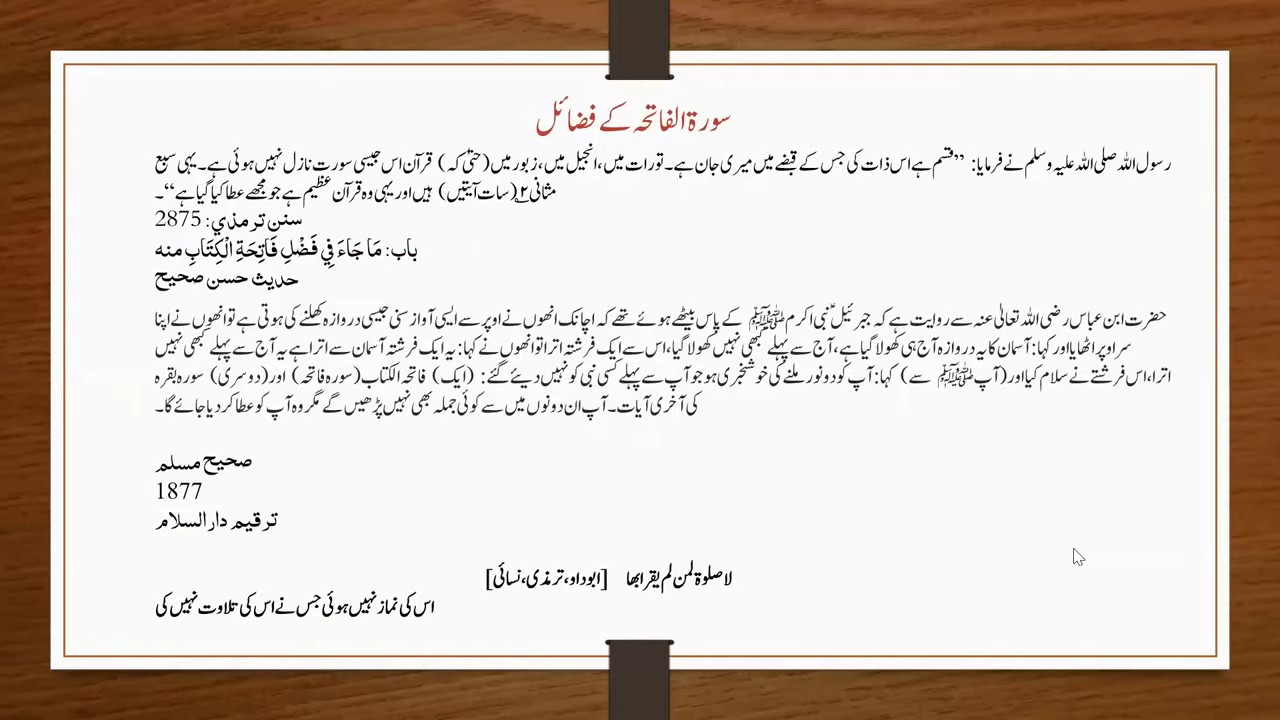 سورۃ الفاتحہ کے فضائل
رسول اللہ صلی اللہ علیہ وسلم نے فرمایا: ”قسم ہے اس ذات کی جس کے قبضے میں میری جان ہے۔ تورات میں، انجیل میں، زبور میں (حتی کہ) قرآن اس جیسی سورت نازل نہیں ہوئی ہے۔ یہی سبع
مثانی ۲؎ (سات آیتیں) ہیں اور یہی وہ قرآن عظیم ہے جو مجھے عطا کیا گیا ہے“۔
سنن ترمذي: 2875
باب: مَا جَاءَ فِي فَضْلِ فَاتِحَةِ الْكِتَابِ منه
حدیث حسن صحیح
حضرت ابن عباس رضی اللہ تعالیٰ عنہ سے روایت ہے کہ جبرئیل ؑ نبی اکرم ﷺ کے پاس بیٹھے ہوئے تھے کہ اچانک انھوں نے اوپر سے ایسی آواز سنی جیسی دروازہ کھلنے کی ہوتی ہے تو انھوں نے اپنا
سر اوپر اٹھایا اور کہا: آسمان کا یہ دروازہ آج ہی کھولا گیا ہے، آج سے پہلے کبھی نہیں کھولا گیا، اس سے ایک فرشتہ اترا تو انھوں نے کہا: یہ ایک فرشتہ آسمان سے اترا ہے یہ آج سے پہلے کبھی نہیں
اترا، اس فرشتے نے سلام کیا اور (آپ ﷺ سے) کہا: آپ کو دو نور ملنے کی خوشخبری ہو جو آپ سے پہلے کسی نبی کو نہیں دیئے گئے: (ایک) فاتحۃ الکتاب (سورہ فاتحہ) اور (دوسری) سورہ بقرہ
کی آخری آیات۔ آپ ان دونوں میں سے کوئی جملہ بھی نہیں پڑھیں گے مگر وہ آپ کو عطا کر دیا جائے گا۔
صحیح مسلم
1877
ترقیم دار السلام
لا صلوۃ لمن لم یقرا بھا [ابو داو، ترمذی، نسائی]
اس کی نماز نہیں ہوئی جس نے اس کی تلاوت نہیں کی